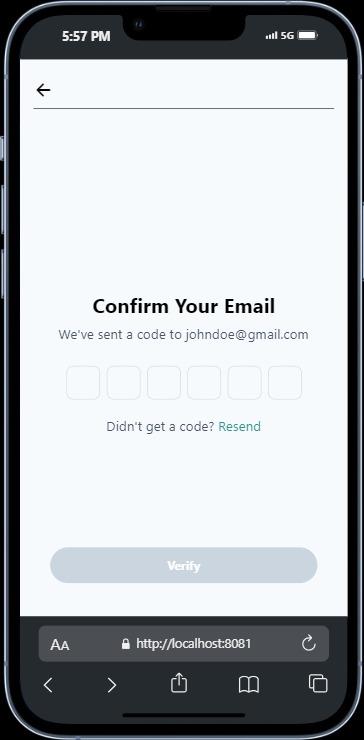 5:57 PM 5G
Confirm Your Email
We've sent a code to johndoe@gmail.com
Didn't get a code? Resend
Verify
AA http://localhost:8081